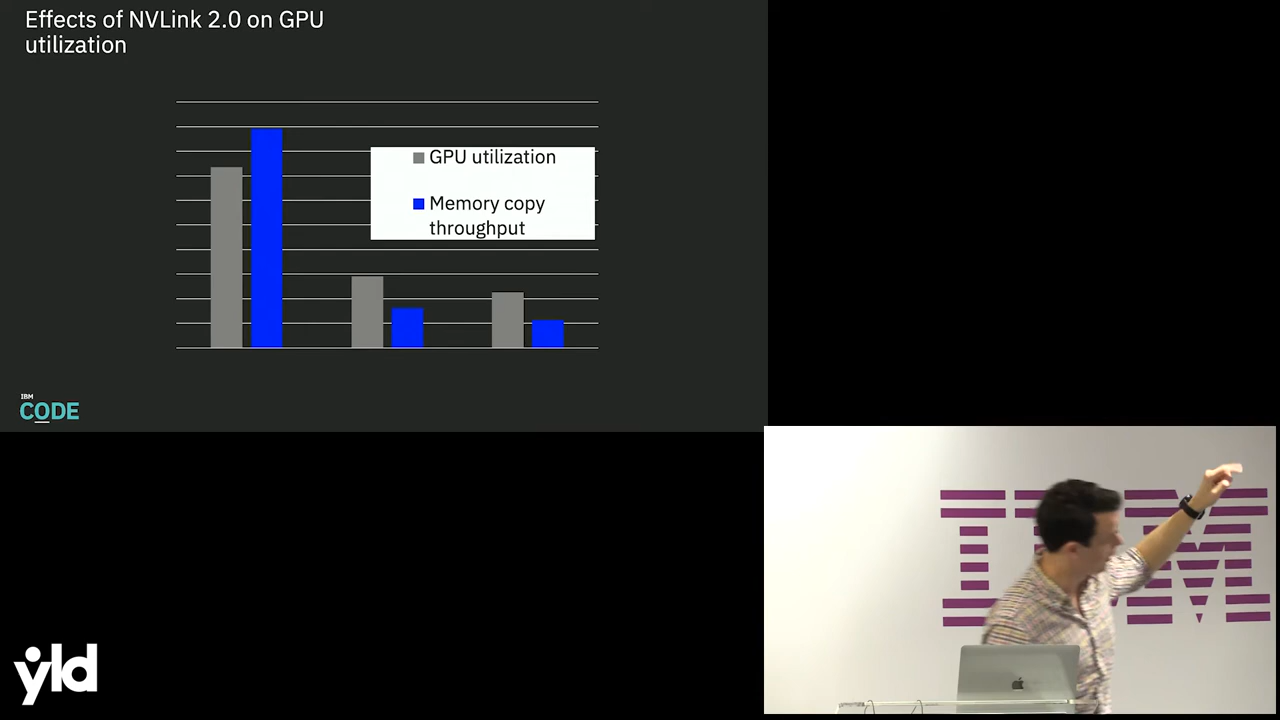 Effects of NVLink 2.0 on GPU
utilization
GPU utilization
Memory copy
throughput
IBM
CODE
IBM
yld